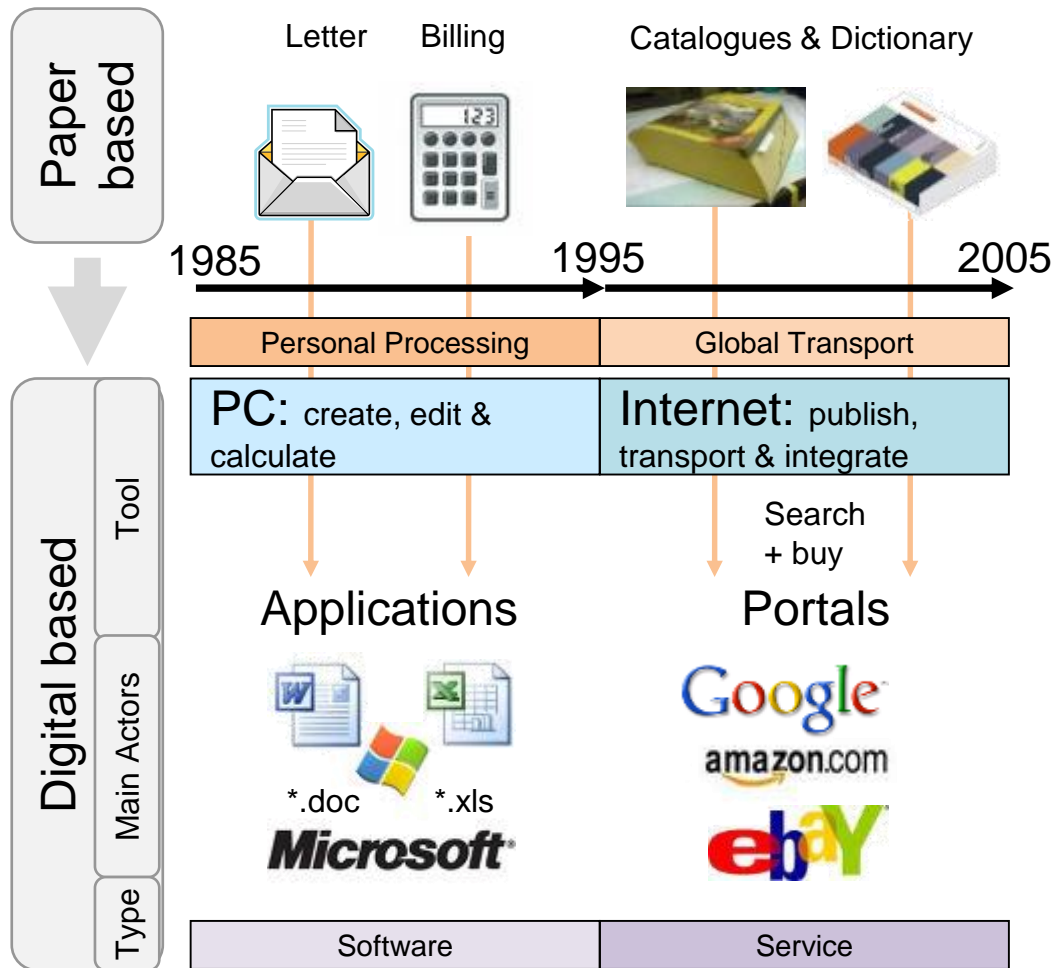 Paper
based
Letter
Billing
Catalogues & Dictionary
123
1985
1995
2005
Personal Processing
Global Transport
Digital based
Tool
PC: create, edit &
calculate
Internet: publish,
transport & integrate
Search
+ buy
Applications
Portals
Main Actors
W
X
*.doc
*.xls
Microsoft
Google
amazon.com
ebaY
Type
Software
Service